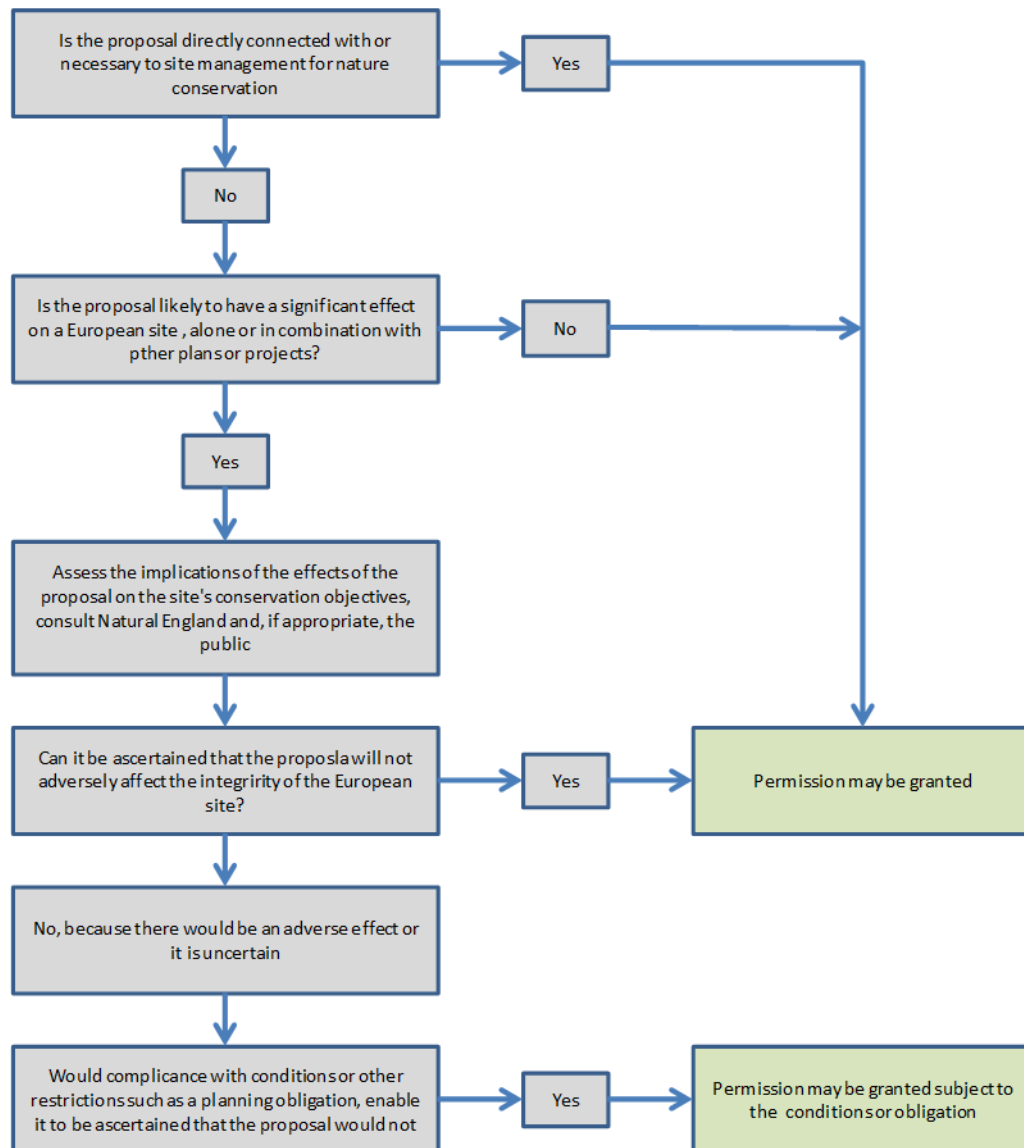 Is the proposal directly connected with or
necessary to site management for nature
conservation
Yes
No
Is the proposal likely to have a significant effect
on a European site , alone or in combination with
pther plans or projects?
No
Yes
Assess the implications of the effects of the
proposal on the site's conservation objectives,
consult Natural England and, if appropriate, the
public
Can it be ascertained that the proposla will not
adversely affect the integririty of the European
site?
Yes
Permission may be granted
No, because there would be an adverse effect or
it is uncertain
Would complicance with conditions or other
restrictions such as a planning obligation, enable
it to be ascertained that the proposal would not
Yes
Permission may be granted subject to
the conditions or obligation